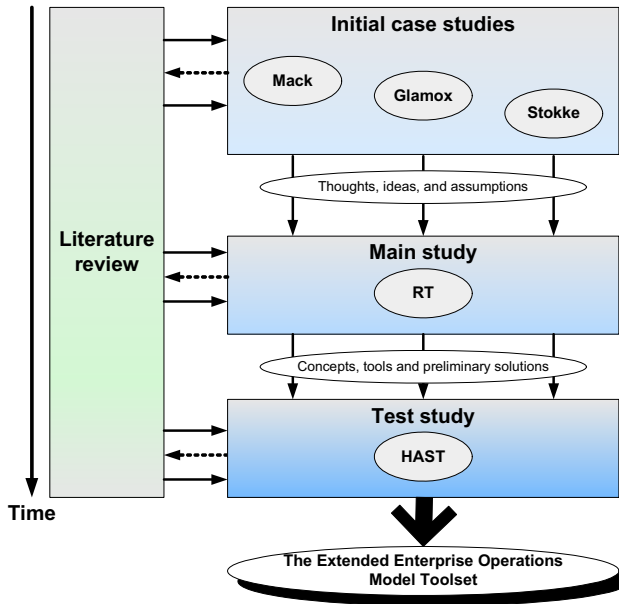 Initial case studies
Mack
Glamox
Stokke
Thoughts, ideas, and assumptions
Literature
review
Main study
RT
Concepts, tools and preliminary solutions
Test study
HAST
Time
The Extended Enterprise Operations
Model Toolset